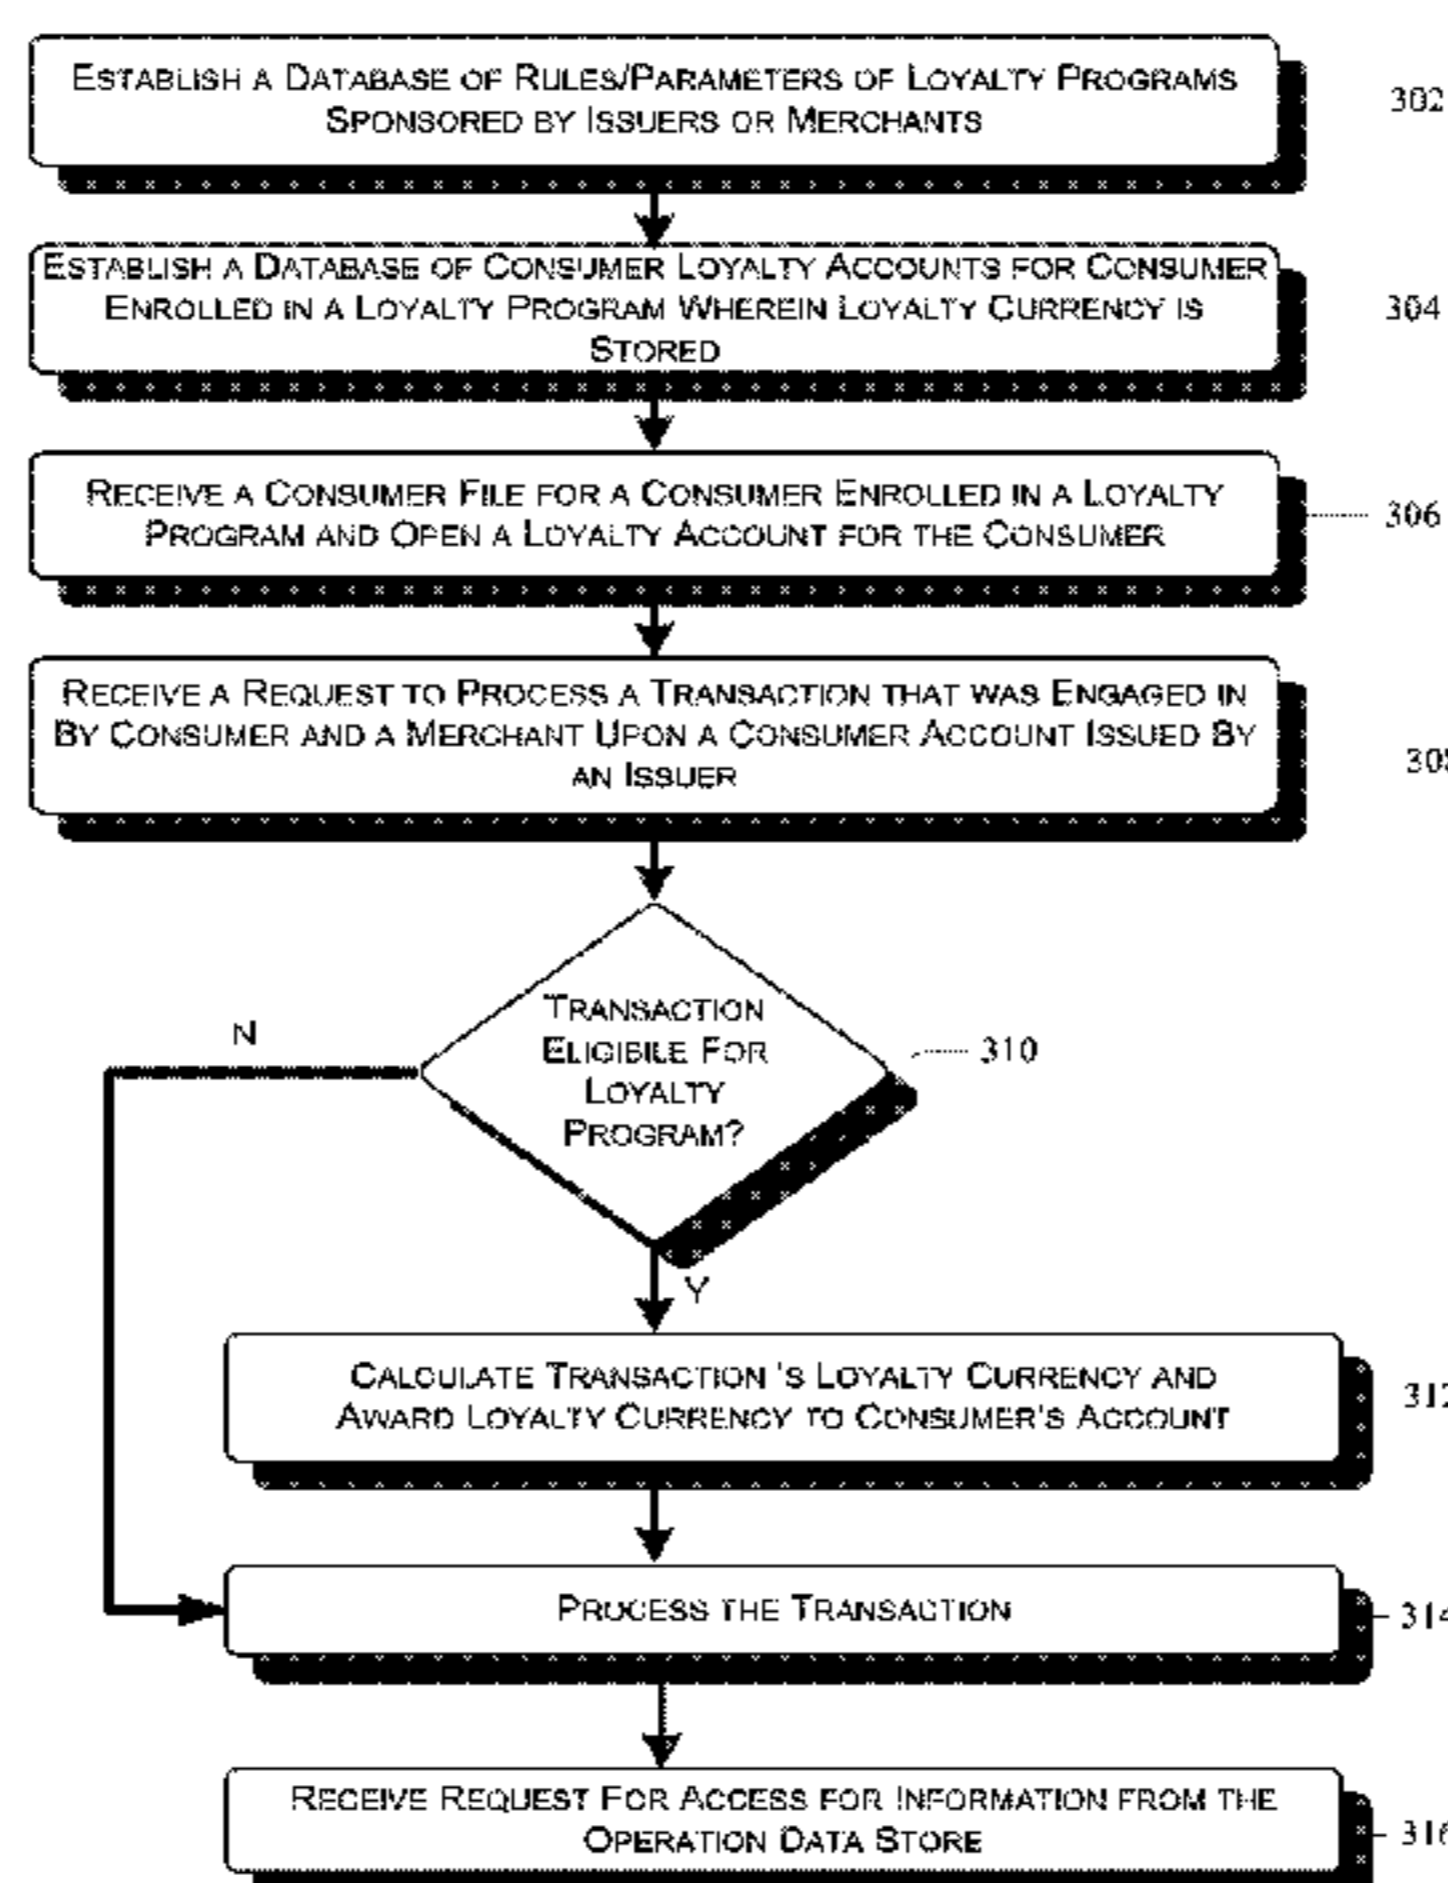 ESTABLISH A DATABASE OF RULES/PARAMETERS OF LOYALTY PROGRAMS
SPONSORED BY ISSUERS OR MERCHANTS
302
ESTABLISH A DATABASE OF CONSUMER LOYALTY ACCOUNTS FOR CONSUMER
ENROLLED IN A LOYALTY PROGRAM WHEREIN LOYALTY CURRENCY IS
STORED
304
RECEIVE A CONSUMER FILE FOR A CONSUMER ENROLLED IN A LOYALTY
PROGRAM AND OPEN A LOYALTY ACCOUNT FOR THE CONSUMER
306
RECEIVE A REQUEST TO PROCESS A TRANSACTION THAT WAS ENGAGED IN
BY CONSUMER AND A MERCHANT UPON A CONSUMER ACCOUNT ISSUED BY
AN ISSUER
308
TRANSACTION
ELIGIBILE FOR
LOYALTY
PROGRAM?
310
N
Y
CALCULATE TRANSACTION 'S LOYALTY CURRENCY AND
AWARD LOYALTY CURRENCY TO CONSUMER'S ACCOUNT
312
PROCESS THE TRANSACTION
314
RECEIVE REQUEST FOR ACCESS FOR INFORMATION FROM THE
OPERATION DATA STORE
316